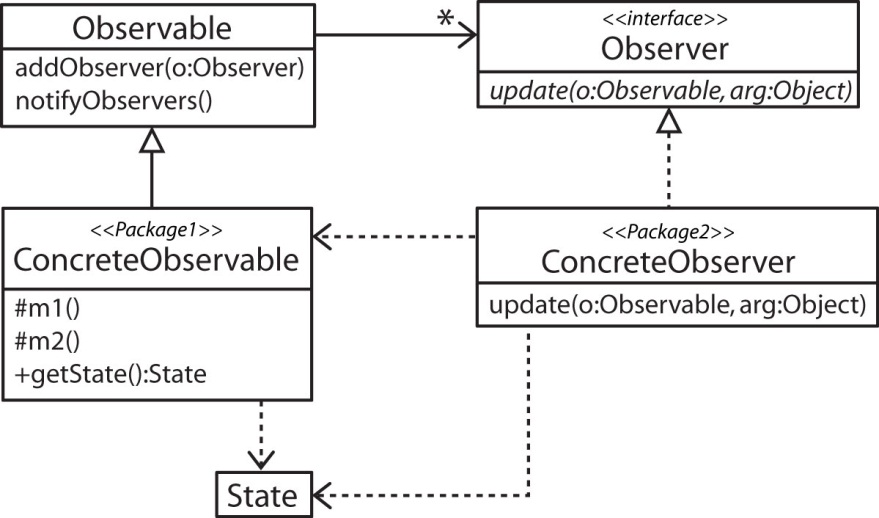 Observable
addObserver(o:Observer)
notifyObservers()
*
<<interface>>
Observer
update(o:Observable, arg:Object)
<<Package1>>
ConcreteObservable
#m1()
#m2()
+getState():State
<<Package2>>
ConcreteObserver
update(o:Observable, arg:Object)
State